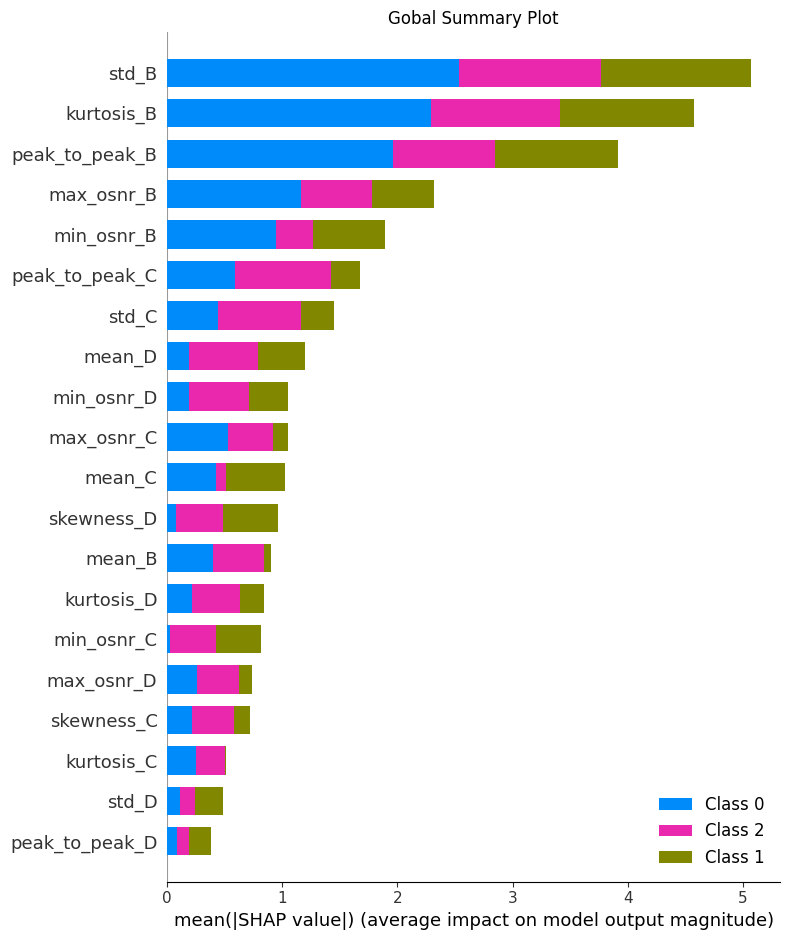 Gobal Summary Plot
std_B
kurtosis_B
peak_to_peak_B
max_osnr_B
min_osnr_B
peak_to_peak_C
std_C
mean_D
min_osnr_D
max_osnr_C
mean_C
skewness_D
mean_B
kurtosis_D
min_osnr_C
max_osnr_D
skewness_C
kurtosis_C
std_D
peak_to_peak_D
Class 0
Class 2
Class 1
0 1 2 3 4 5
mean(|SHAP value|) (average impact on model output magnitude)